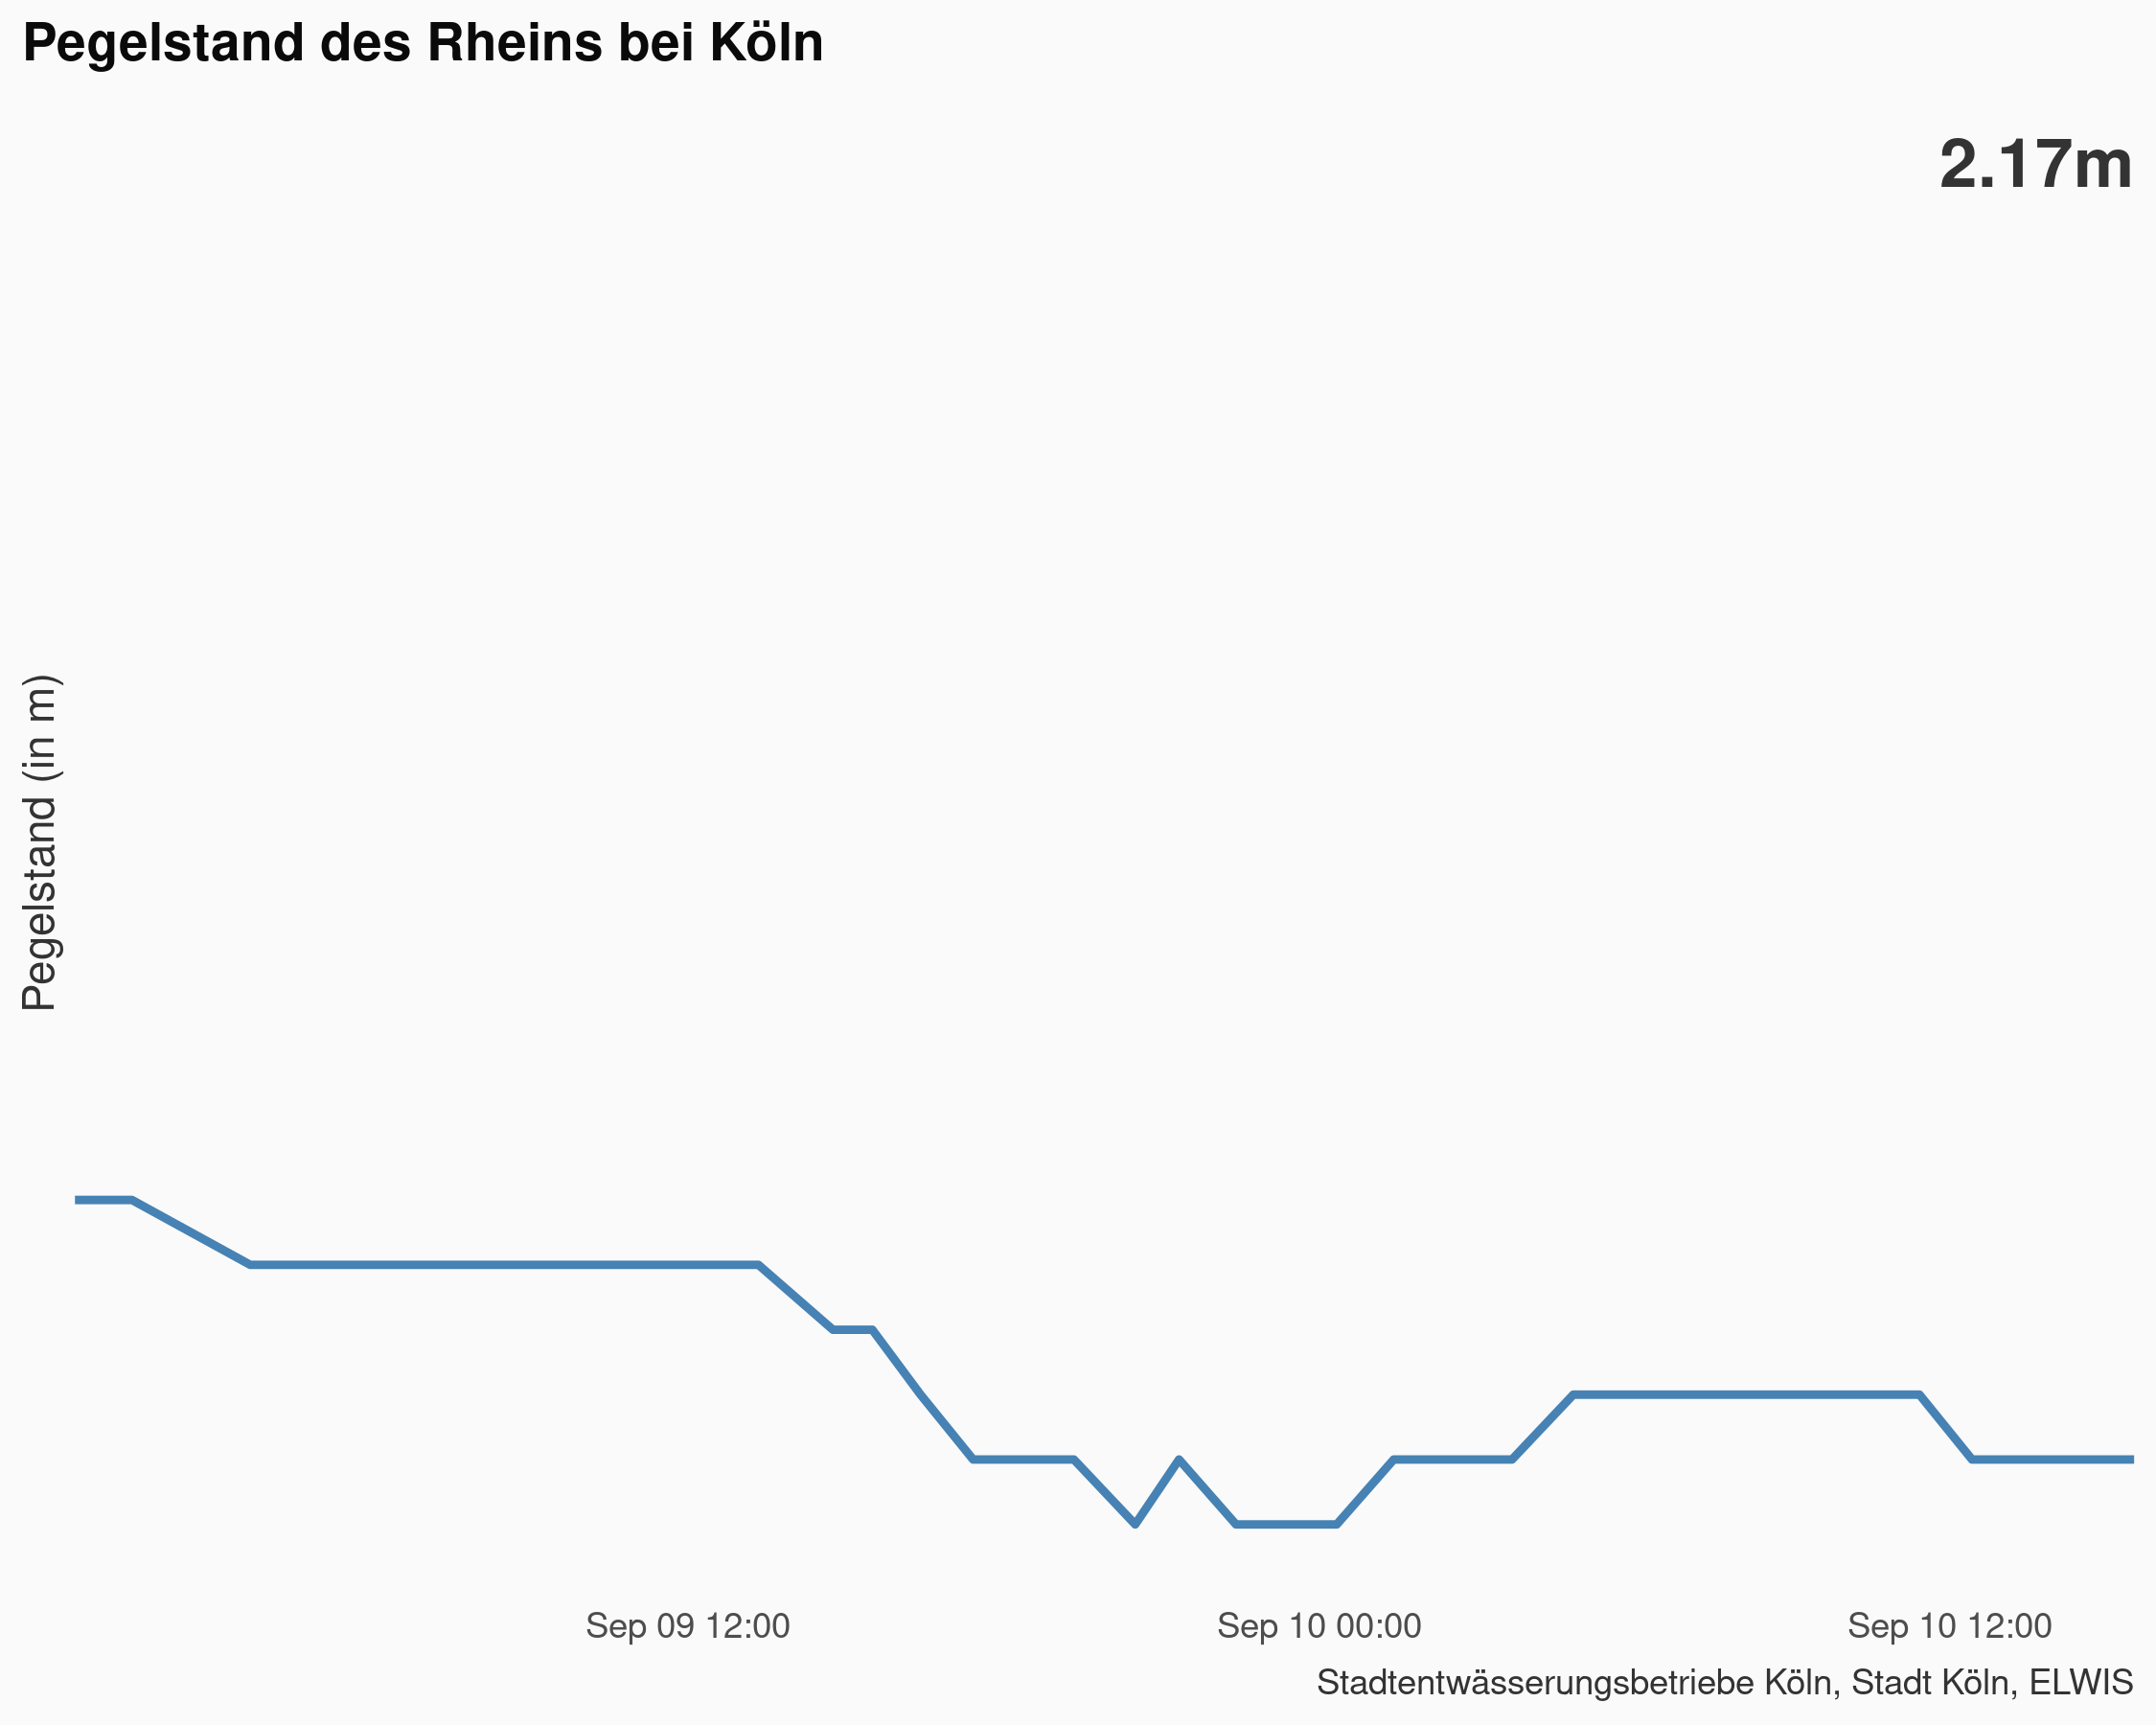 Pegelstand des Rheins bei Köln
2.17m
Pegelstand (in m)
Sep 09 12:00
Sep 10 00:00
Sep 10 12:00
Stadtentwässerungsbetriebe Köln, Stadt Köln, ELWIS